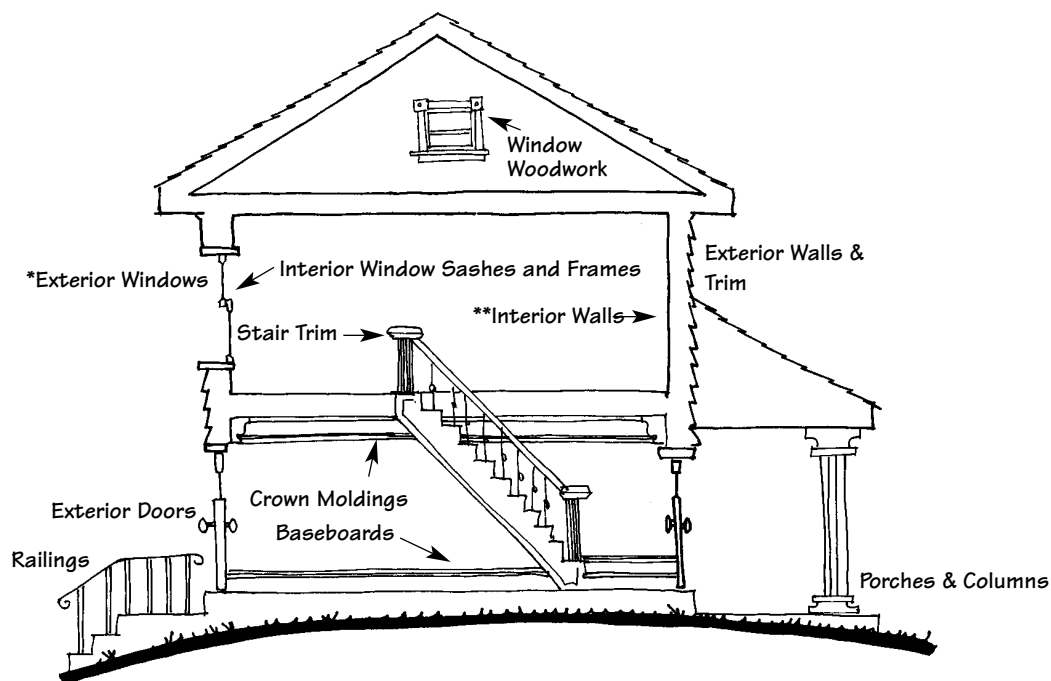 Window
Woodwork
Exterior Walls &
Trim
*Exterior Windows
Interior Window Sashes and Frames
**Interior Walls
Stair Trim
Crown Moldings
Exterior Doors
Baseboards
Railings
Porches & Columns